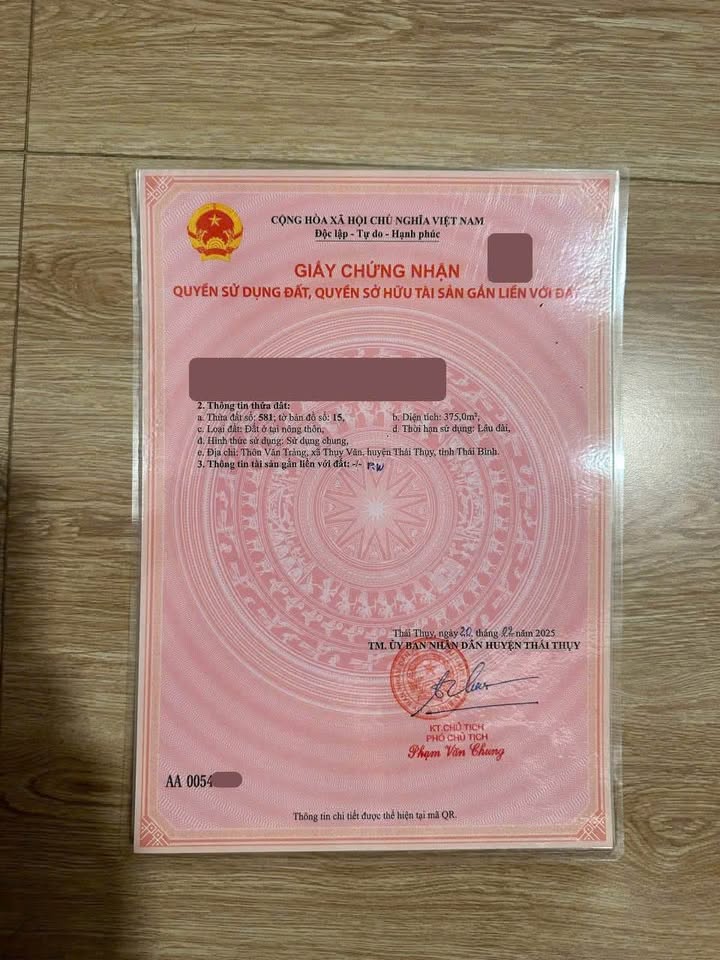 CỘNG HÒA XÃ HỘI CHỦ NGHĨA VIỆT NAM
Độc lập - Tự do - Hạnh phúc
GIẤY CHỨNG NHẬN
QUYỀN SỬ DỤNG ĐẤT, QUYỀN SỞ HỮU TÀI SẢN GẮN LIỀN VỚI ĐẤT
2. Thông tin thửa đất:
a. Thửa đất số: 581; tờ bản đồ số: 15, b. Diện tích: 375,0m²,
c. Loại đất: Đất ở tại nông thôn, d. Thời hạn sử dụng: Lâu dài,
đ. Hình thức sử dụng: Sử dụng chung,
e. Địa chỉ: Thôn Văn Tràng, xã Thụy Văn, huyện Thái Thụy, tỉnh Thái Bình.
3. Thông tin tài sản gắn liền với đất: -/-
Thái Thụy, ngày 20 tháng 02 năm 2025
TM. ỦY BAN NHÂN DÂN HUYỆN THÁI THỤY
KT.CHỦ TỊCH
PHÓ CHỦ TỊCH
Phạm Văn Chung
AA 0054
Thông tin chi tiết được thể hiện tại mã QR.